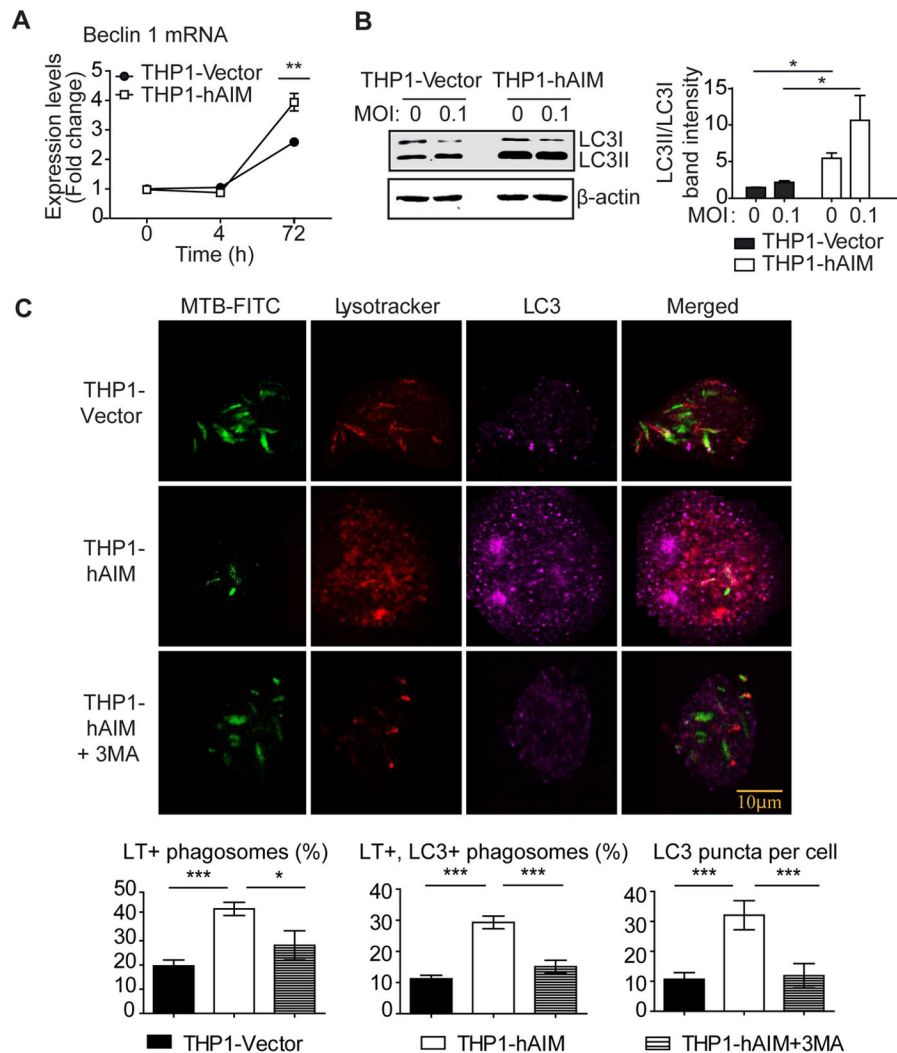 A
Beclin 1 mRNA
Expression levels
(Fold change)
5
4
3
2
1
0
THP1-Vector
THP1-hAIM
**
0 4 72
Time (h)
B
THP1-Vector THP1-hAIM
MOI: 0 0.1 0 0.1
LC3I
LC3II
β-actin
LC3II/LC3I
band intensity
15
10
5
0
*
*
MOI: 0 0.1 0 0.1
THP1-Vector
THP1-hAIM
C
MTB-FITC Lysotracker LC3 Merged
THP1-
Vector
THP1-
hAIM
THP1-
hAIM
+ 3MA
10μm
LT+ phagosomes (%)
50
40
30
20
10
0
*** *
LT+, LC3+ phagosomes (%)
40
30
20
10
0
*** ***
LC3 puncta per cell
40
30
20
10
0
*** ***
THP1-Vector THP1-hAIM THP1-hAIM+3MA